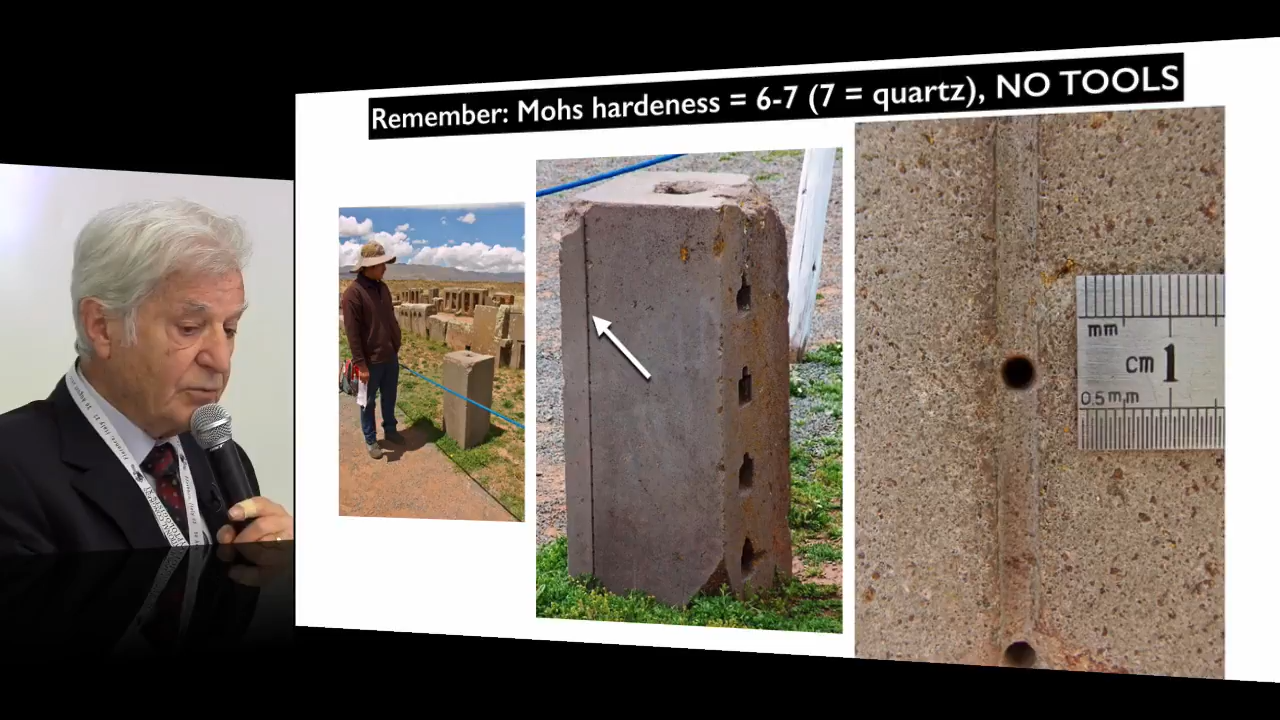 Remember: Mohs hardeness = 6-7 (7 = quartz), NO TOOLS
mm
cm 1
0.5 mm